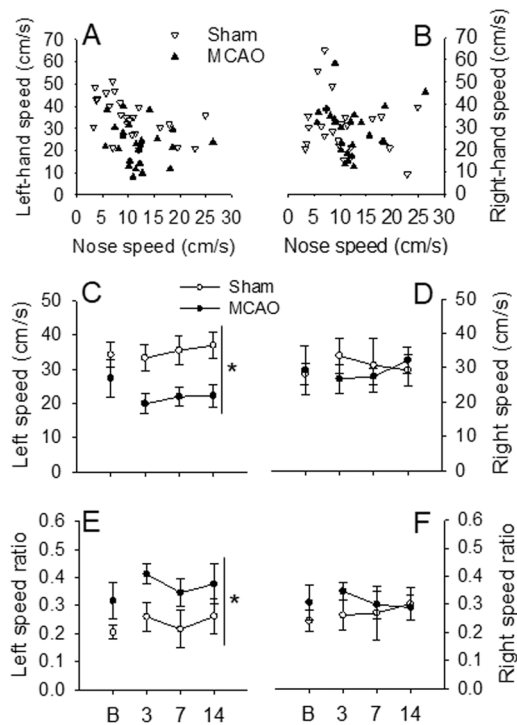 A
Sham
MCAO
B
Left-hand speed (cm/s)
70
60
50
40
30
20
10
0
0 5 10 15 20 25 30
Nose speed (cm/s)
Right-hand speed (cm/s)
70
60
50
40
30
20
10
0
0 5 10 15 20 25 30
Nose speed (cm/s)
C
Sham
MCAO
D
Left speed (cm/s)
50
40
30
20
10
0
*
Right speed (cm/s)
50
40
30
20
10
0
E
F
Left speed ratio
0.6
0.5
0.4
0.3
0.2
0.1
0.0
*
B 3 7 14
Right speed ratio
0.6
0.5
0.4
0.3
0.2
0.1
0.0
B 3 7 14